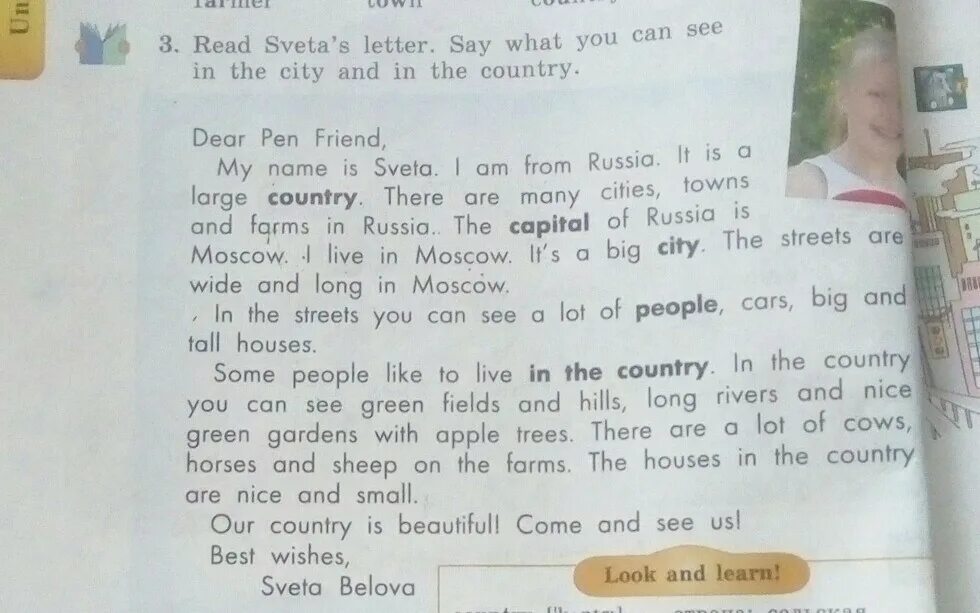 Un
farmer town
3. Read Sveta's letter. Say what you can see
in the city and in the country.
Dear Pen Friend,
My name is Sveta. I am from Russia. It is a
large country. There are many cities, towns
and farms in Russia. The capital of Russia is
Moscow. I live in Moscow. It's a big city. The streets are
wide and long in Moscow.
In the streets you can see a lot of people, cars, big and
tall houses.
Some people like to live in the country. In the country
you can see green fields and hills, long rivers and nice
green gardens with apple trees. There are a lot of cows,
horses and sheep on the farms. The houses in the country
are nice and small.
Our country is beautiful! Come and see us!
Best wishes,
Sveta Belova
Look and learn!